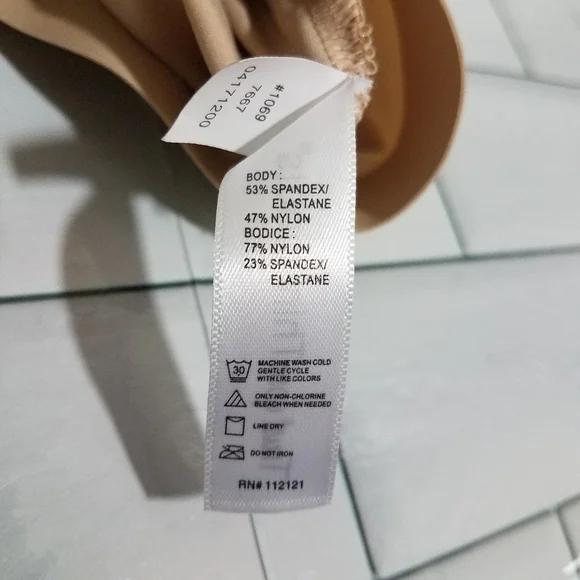 #1069
7667
04171200
BODY:
53% SPANDEX/
ELASTANE
47% NYLON
BODICE:
77% NYLON
23% SPANDEX/
ELASTANE
30
MACHINE WASH COLD
GENTLE CYCLE
WITH LIKE COLORS
ONLY NON-CHLORINE
BLEACH WHEN NEEDED
LINE DRY
DO NOT IRON
RN# 112121